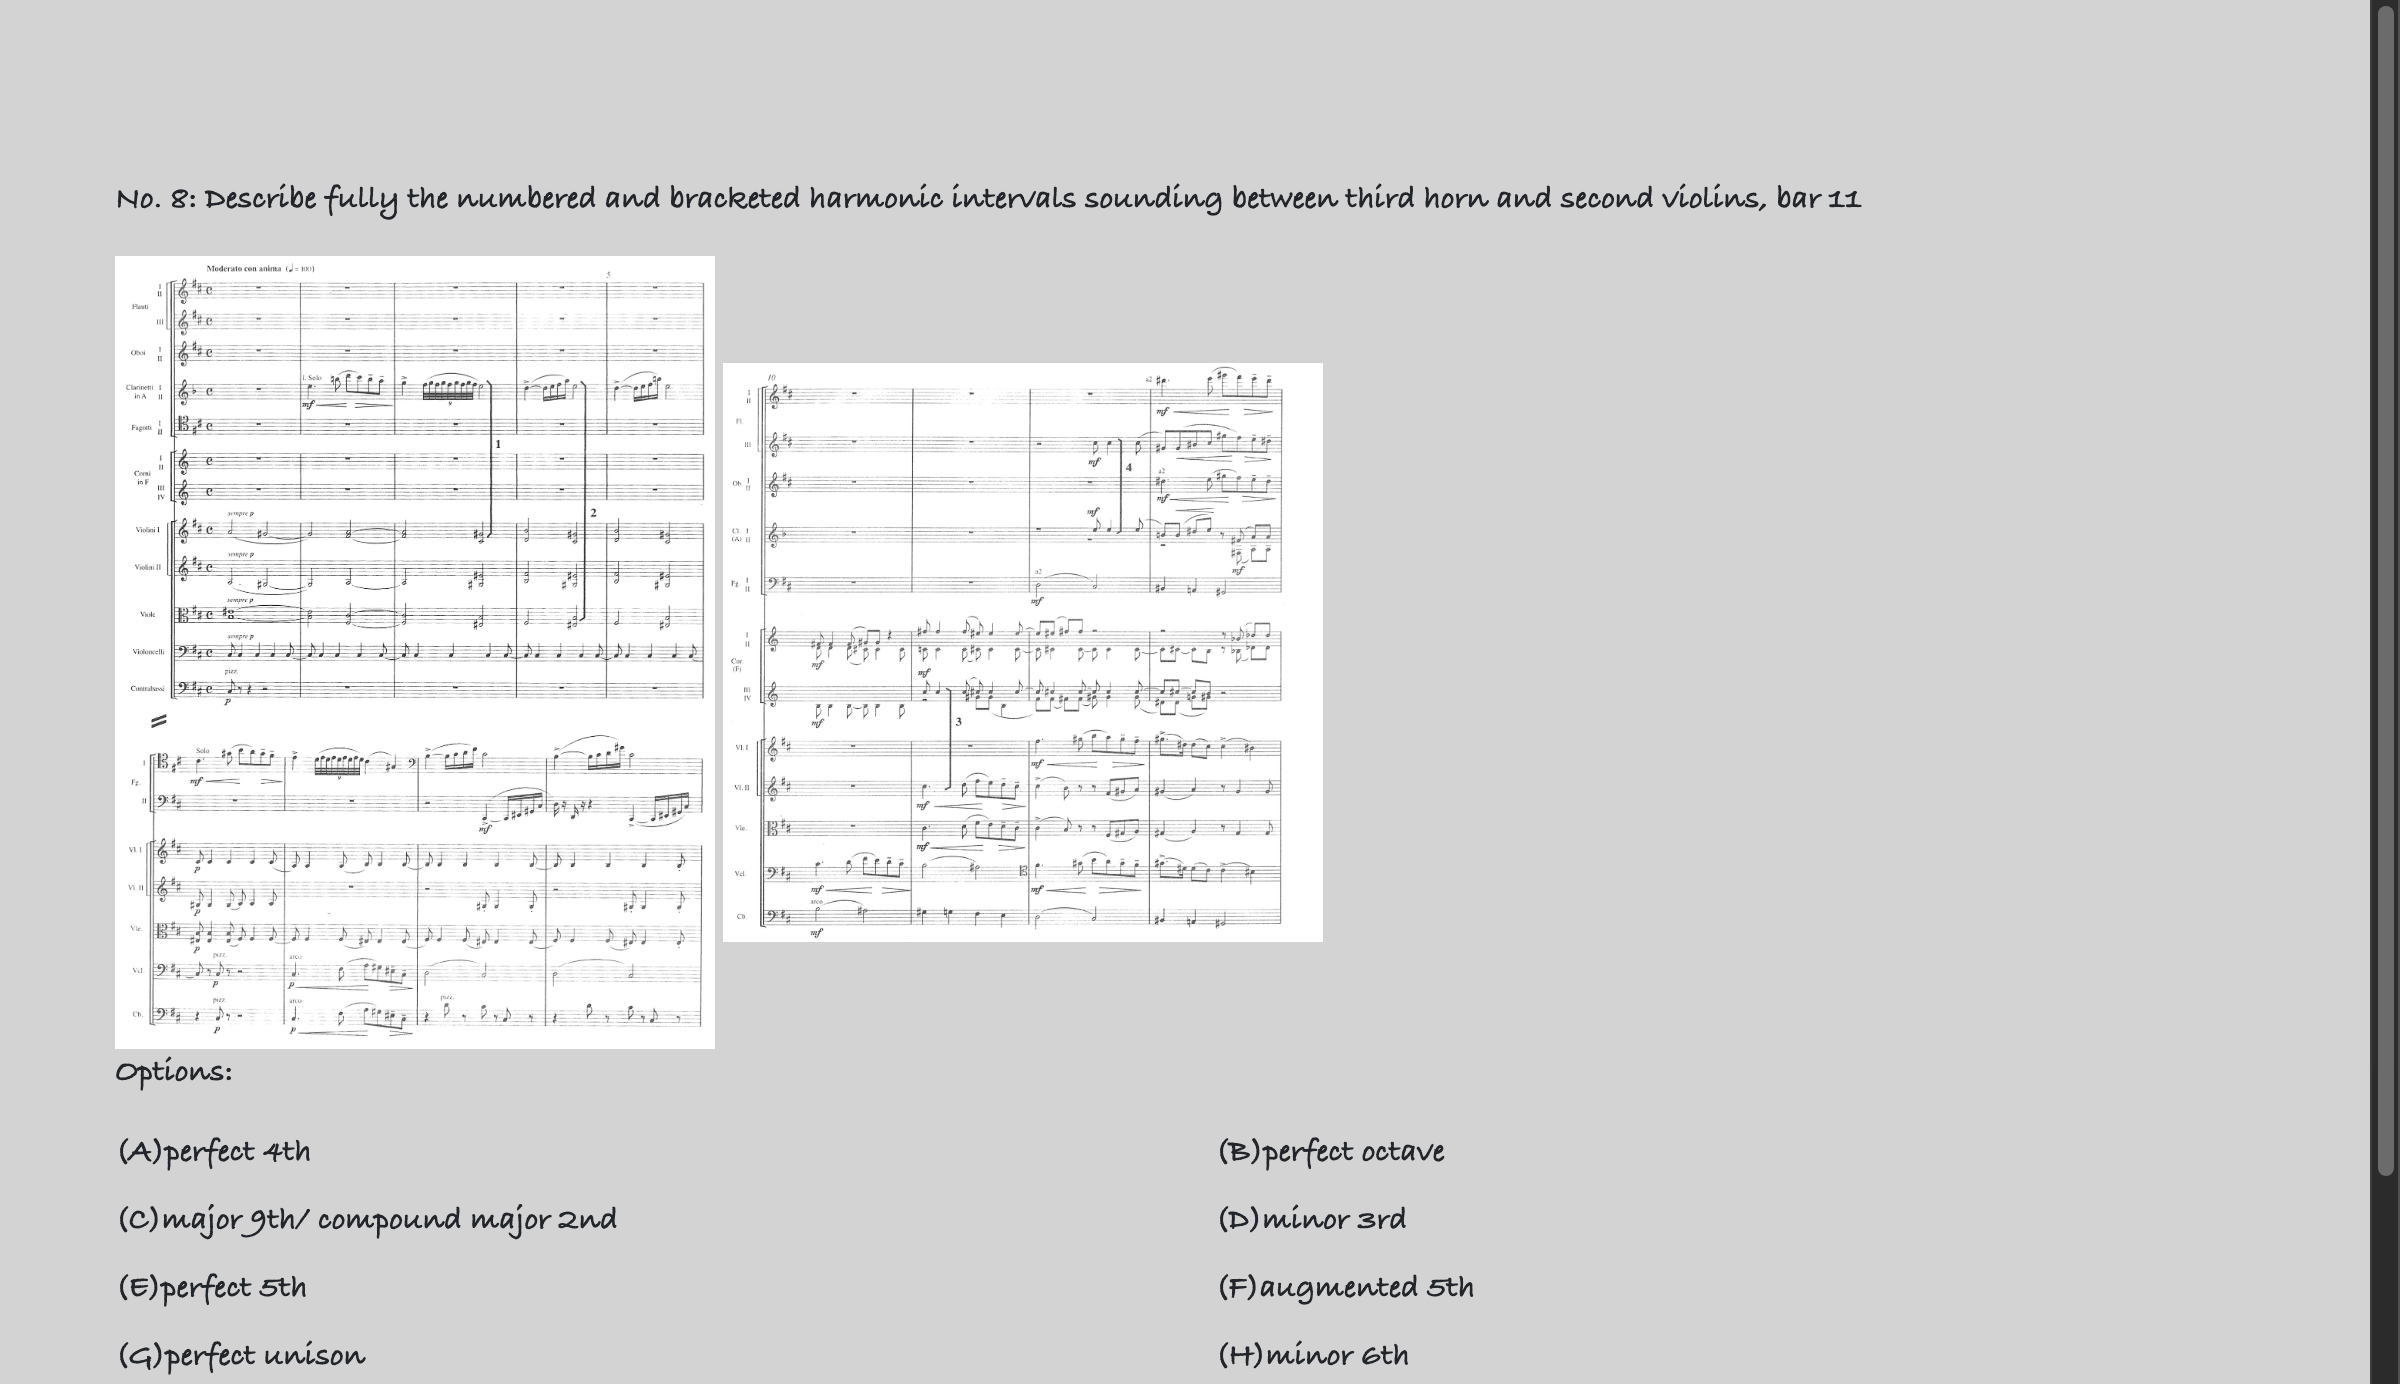 No. 8: Describe fully the numbered and bracketed harmonic intervals sounding between third horn and second violins, bar 11
Moderato con anima (♩ = 100)
5
I
II
Flauti
III
Oboi I
II
I. Solo
Clarinetti I
in A II
mf
9
Fagotti I
II
1
I
II
Corni
in F
III
IV
2
sempre p
Violini I
sempre p
Violini II
sempre p
Viole
sempre p
Violoncelli
pizz.
Contrabassi
p
Solo
I
9
mf
Fg.
II
mf
Vl. I
p
Vl. II
p
Vle.
p
pizz. arco
Vcl.
p p
pizz. arco pizz.
Cb.
p p
10
a2
I
II
mf
Fl.
III
mf
4
a2
Ob. I
II
mf
mf
Cl. I
(A) II
mf
a2
Fg. I
II
mf
I
II
mf
Cor.
(F)
mf
III
IV
mf
3
Vl. I
mf
Vl. II
mf
Vle.
mf
Vcl.
mf mf
arco
Cb.
mf
Options:
(A)perfect 4th
(B)perfect octave
(C)major 9th/ compound major 2nd
(D)minor 3rd
(E)perfect 5th
(F)augmented 5th
(G)perfect unison
(H)minor 6th